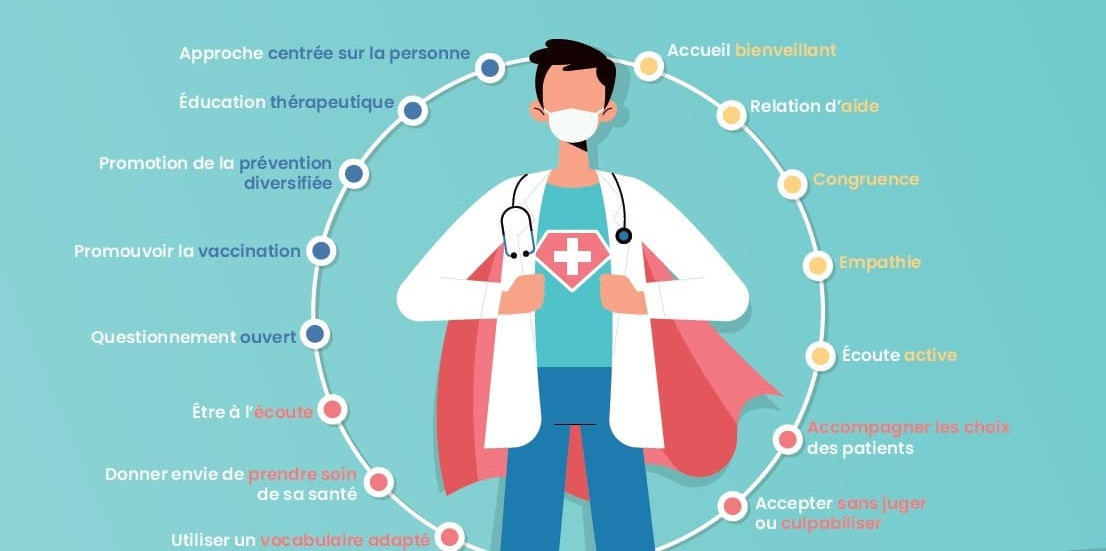 Approche centrée sur la personne
Éducation thérapeutique
Promotion de la prévention
diversifiée
Promouvoir la vaccination
Questionnement ouvert
Être à l'écoute
Donner envie de prendre soin
de sa santé
Utiliser un vocabulaire adapté
Accueil bienveillant
Relation d'aide
Congruence
Empathie
Écoute active
Accompagner les choix
des patients
Accepter sans juger
ou culpabiliser